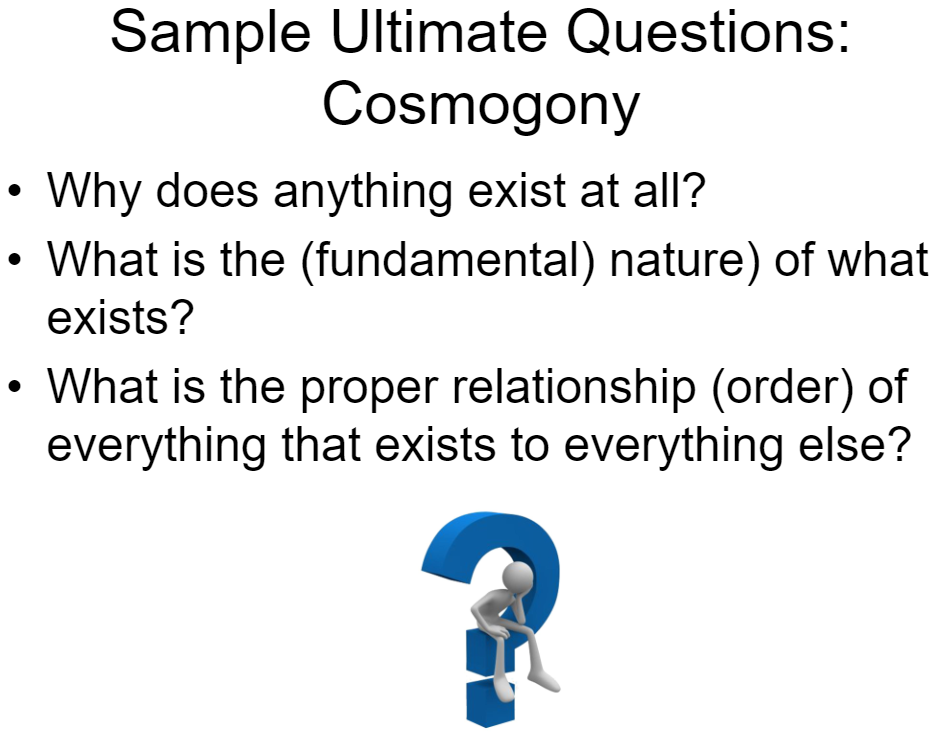 Sample Ultimate Questions:
Cosmogony
• Why does anything exist at all?
• What is the (fundamental) nature) of what
exists?
• What is the proper relationship (order) of
everything that exists to everything else?